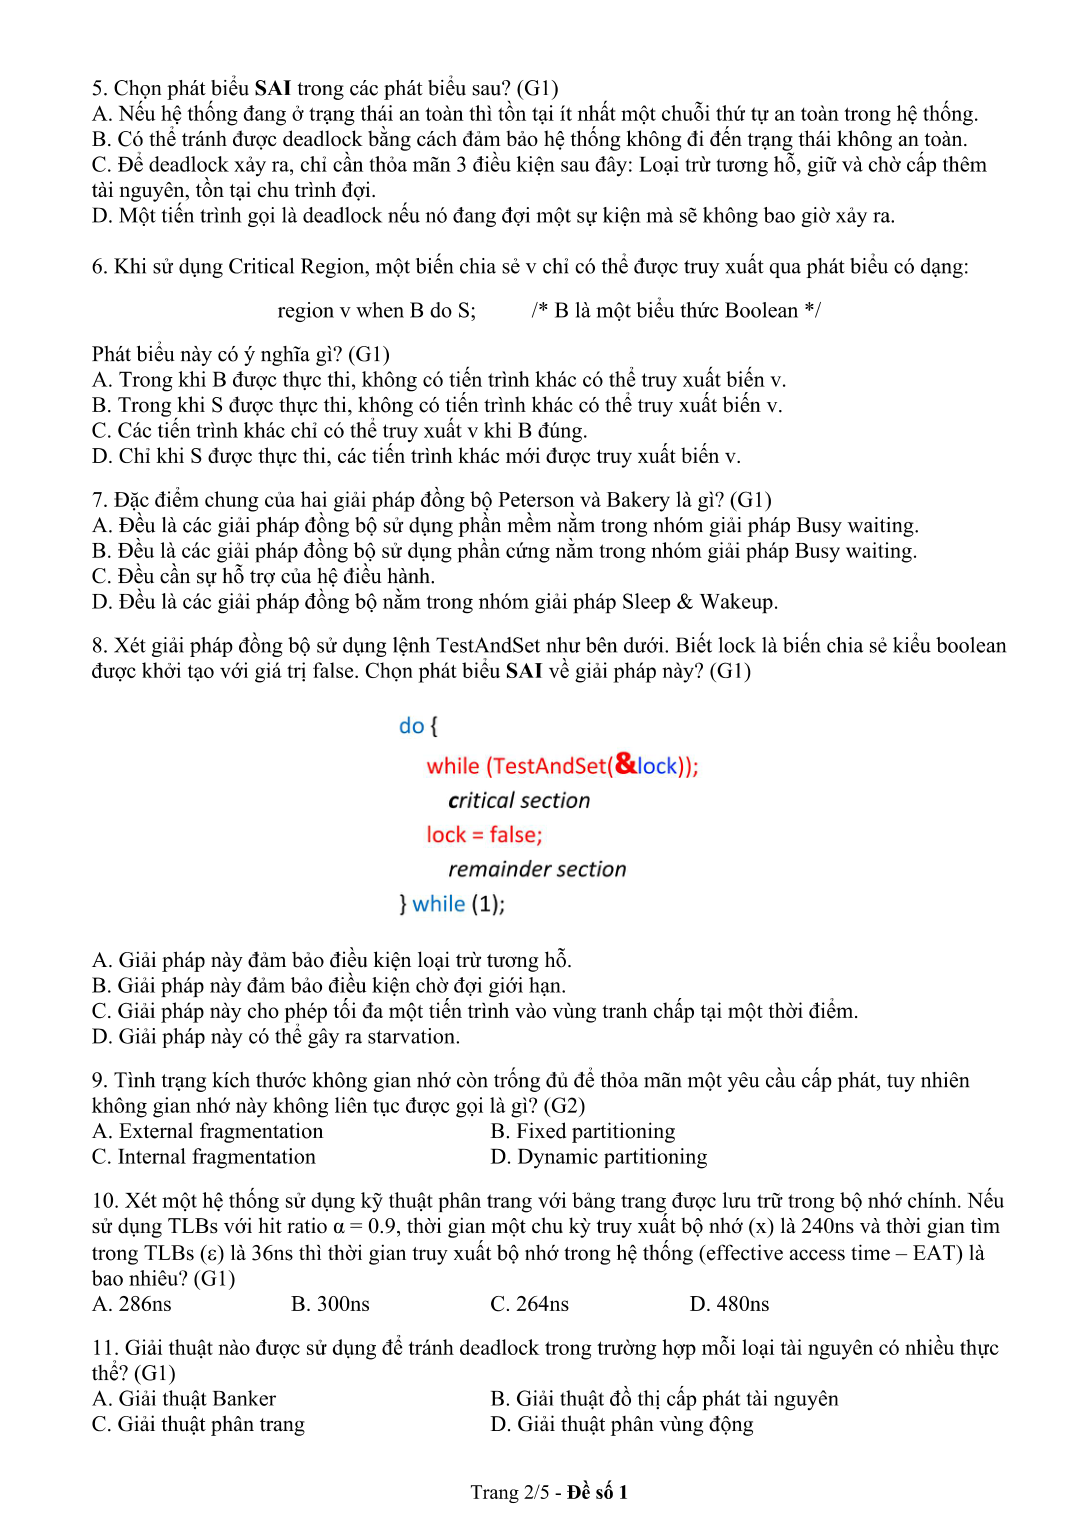 5. Chọn phát biểu SAI trong các phát biểu sau? (G1)
A. Nếu hệ thống đang ở trạng thái an toàn thì tồn tại ít nhất một chuỗi thứ tự an toàn trong hệ thống.
B. Có thể tránh được deadlock bằng cách đảm bảo hệ thống không đi đến trạng thái không an toàn.
C. Để deadlock xảy ra, chỉ cần thỏa mãn 3 điều kiện sau đây: Loại trừ tương hỗ, giữ và chờ cấp thêm
tài nguyên, tồn tại chu trình đợi.
D. Một tiến trình gọi là deadlock nếu nó đang đợi một sự kiện mà sẽ không bao giờ xảy ra.
6. Khi sử dụng Critical Region, một biến chia sẻ v chỉ có thể được truy xuất qua phát biểu có dạng:
region v when B do S; /* B là một biểu thức Boolean */
Phát biểu này có ý nghĩa gì? (G1)
A. Trong khi B được thực thi, không có tiến trình khác có thể truy xuất biến v.
B. Trong khi S được thực thi, không có tiến trình khác có thể truy xuất biến v.
C. Các tiến trình khác chỉ có thể truy xuất v khi B đúng.
D. Chỉ khi S được thực thi, các tiến trình khác mới được truy xuất biến v.
7. Đặc điểm chung của hai giải pháp đồng bộ Peterson và Bakery là gì? (G1)
A. Đều là các giải pháp đồng bộ sử dụng phần mềm nằm trong nhóm giải pháp Busy waiting.
B. Đều là các giải pháp đồng bộ sử dụng phần cứng nằm trong nhóm giải pháp Busy waiting.
C. Đều cần sự hỗ trợ của hệ điều hành.
D. Đều là các giải pháp đồng bộ nằm trong nhóm giải pháp Sleep & Wakeup.
8. Xét giải pháp đồng bộ sử dụng lệnh TestAndSet như bên dưới. Biết lock là biến chia sẻ kiểu boolean
được khởi tạo với giá trị false. Chọn phát biểu SAI về giải pháp này? (G1)
do {
while (TestAndSet(&lock));
critical section
lock = false;
remainder section
} while (1);
A. Giải pháp này đảm bảo điều kiện loại trừ tương hỗ.
B. Giải pháp này đảm bảo điều kiện chờ đợi giới hạn.
C. Giải pháp này cho phép tối đa một tiến trình vào vùng tranh chấp tại một thời điểm.
D. Giải pháp này có thể gây ra starvation.
9. Tình trạng kích thước không gian nhớ còn trống đủ để thỏa mãn một yêu cầu cấp phát, tuy nhiên
không gian nhớ này không liên tục được gọi là gì? (G2)
A. External fragmentation B. Fixed partitioning
C. Internal fragmentation D. Dynamic partitioning
10. Xét một hệ thống sử dụng kỹ thuật phân trang với bảng trang được lưu trữ trong bộ nhớ chính. Nếu
sử dụng TLBs với hit ratio α = 0.9, thời gian một chu kỳ truy xuất bộ nhớ (x) là 240ns và thời gian tìm
trong TLBs (ε) là 36ns thì thời gian truy xuất bộ nhớ trong hệ thống (effective access time – EAT) là
bao nhiêu? (G1)
A. 286ns B. 300ns C. 264ns D. 480ns
11. Giải thuật nào được sử dụng để tránh deadlock trong trường hợp mỗi loại tài nguyên có nhiều thực
thể? (G1)
A. Giải thuật Banker B. Giải thuật đồ thị cấp phát tài nguyên
C. Giải thuật phân trang D. Giải thuật phân vùng động
Trang 2/5 - Đề số 1